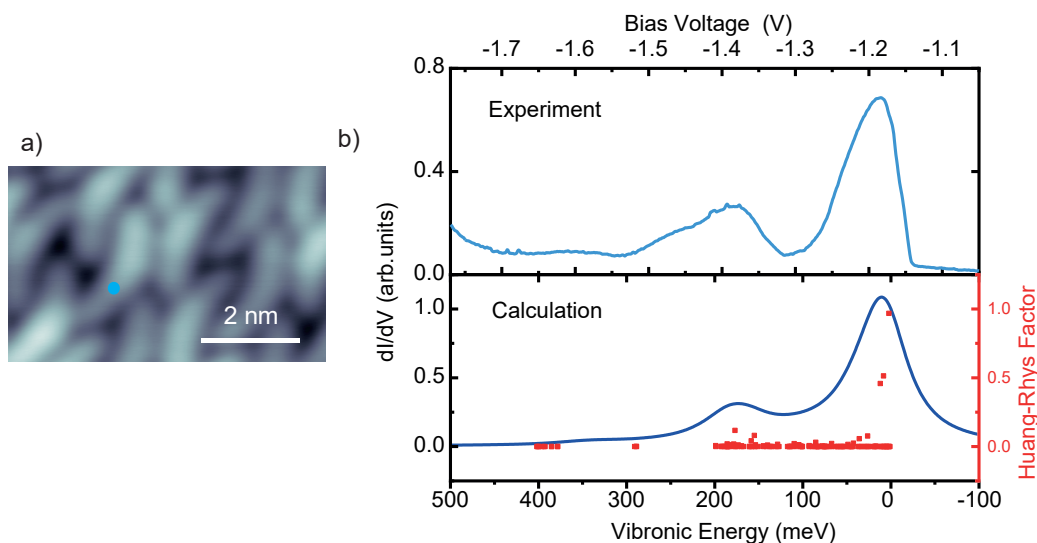 a)
2 nm
b)
Bias Voltage (V)
-1.7 -1.6 -1.5 -1.4 -1.3 -1.2 -1.1
0.8
0.4
0.0
Experiment
dI/dV (arb.units)
1.0
0.5
0.0
Calculation
1.0
0.5
0.0
Huang-Rhys Factor
500 400 300 200 100 0 -100
Vibronic Energy (meV)